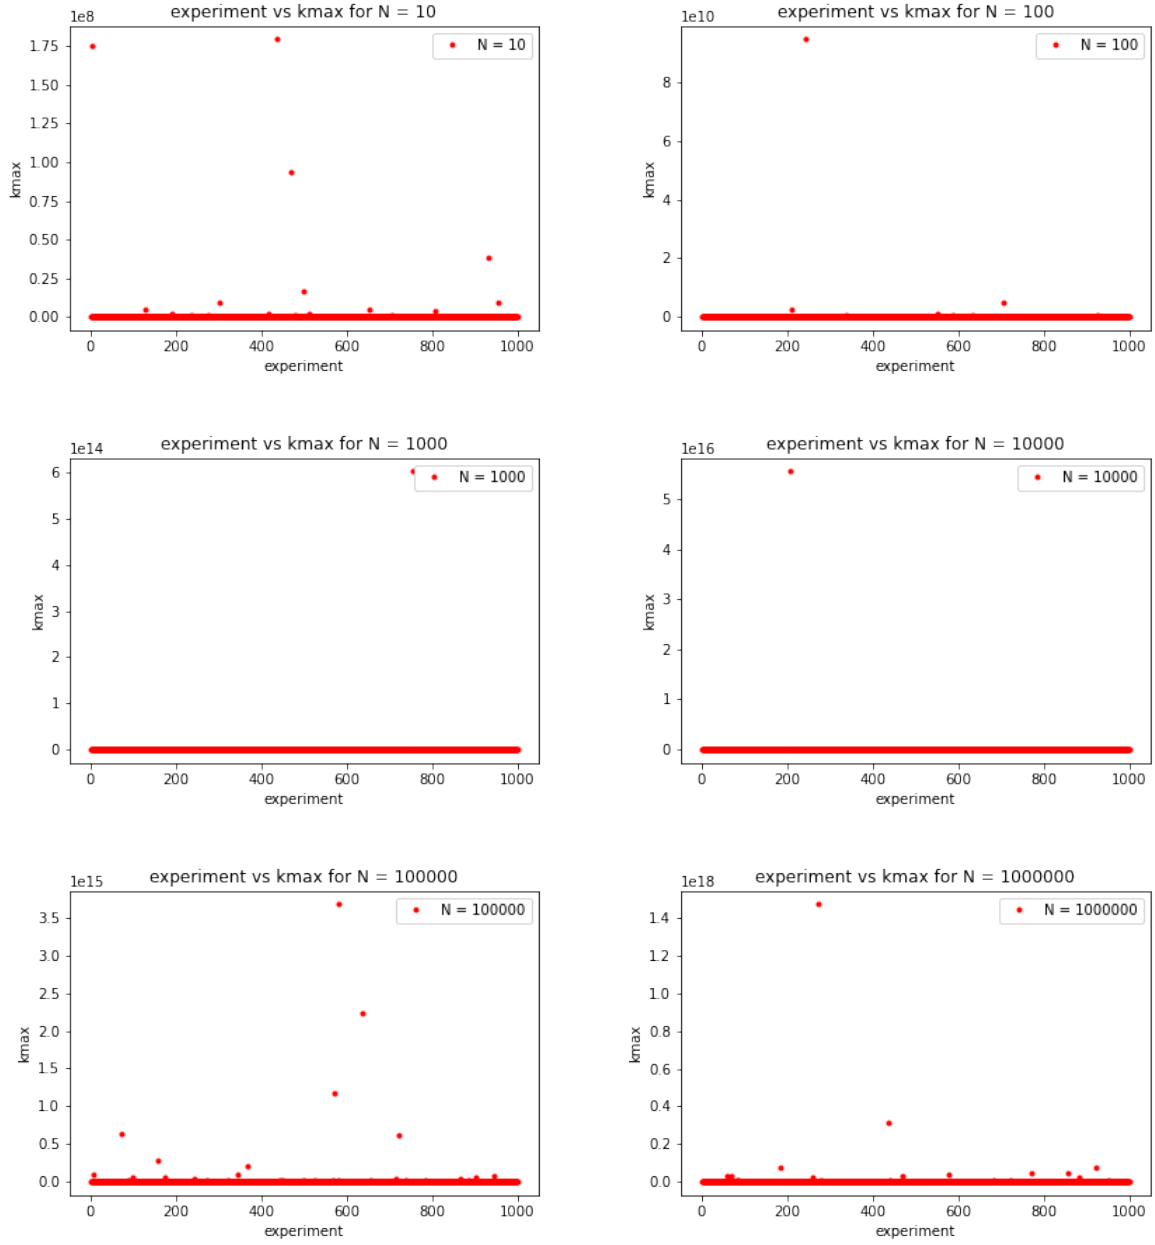 experiment vs kmax for N = 10
1e8
N = 10
1.75
1.50
1.25
1.00
0.75
0.50
0.25
0.00
kmax
0 200 400 600 800 1000
experiment
experiment vs kmax for N = 100
1e10
N = 100
8
6
4
2
0
kmax
0 200 400 600 800 1000
experiment
experiment vs kmax for N = 1000
1e14
N = 1000
6
5
4
3
2
1
0
kmax
0 200 400 600 800 1000
experiment
experiment vs kmax for N = 10000
1e16
N = 10000
5
4
3
2
1
0
kmax
0 200 400 600 800 1000
experiment
experiment vs kmax for N = 100000
1e15
N = 100000
3.5
3.0
2.5
2.0
1.5
1.0
0.5
0.0
kmax
0 200 400 600 800 1000
experiment
experiment vs kmax for N = 1000000
1e18
N = 1000000
1.4
1.2
1.0
0.8
0.6
0.4
0.2
0.0
kmax
0 200 400 600 800 1000
experiment